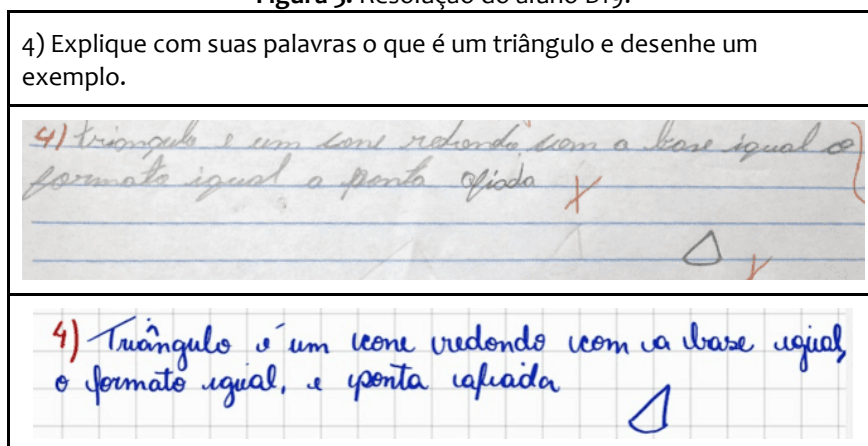 Figura 5. Resolução do aluno B19.
4) Explique com suas palavras o que é um triângulo e desenhe um
exemplo.
4) triangulo e um cone redondo com a base igual o
formato igual a ponta afiada
4) Triângulo é um cone redondo com a base igual,
o formato igual, e ponta afiada